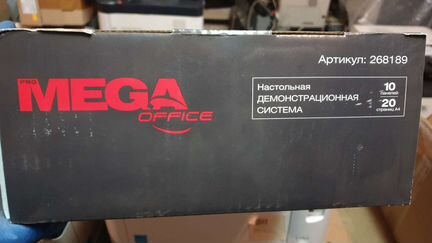 Артикул: 268189
PRO
MEGA
OFFICE
Настольная
ДЕМОНСТРАЦИОННАЯ
СИСТЕМА
10
панелей
20
страниц А4